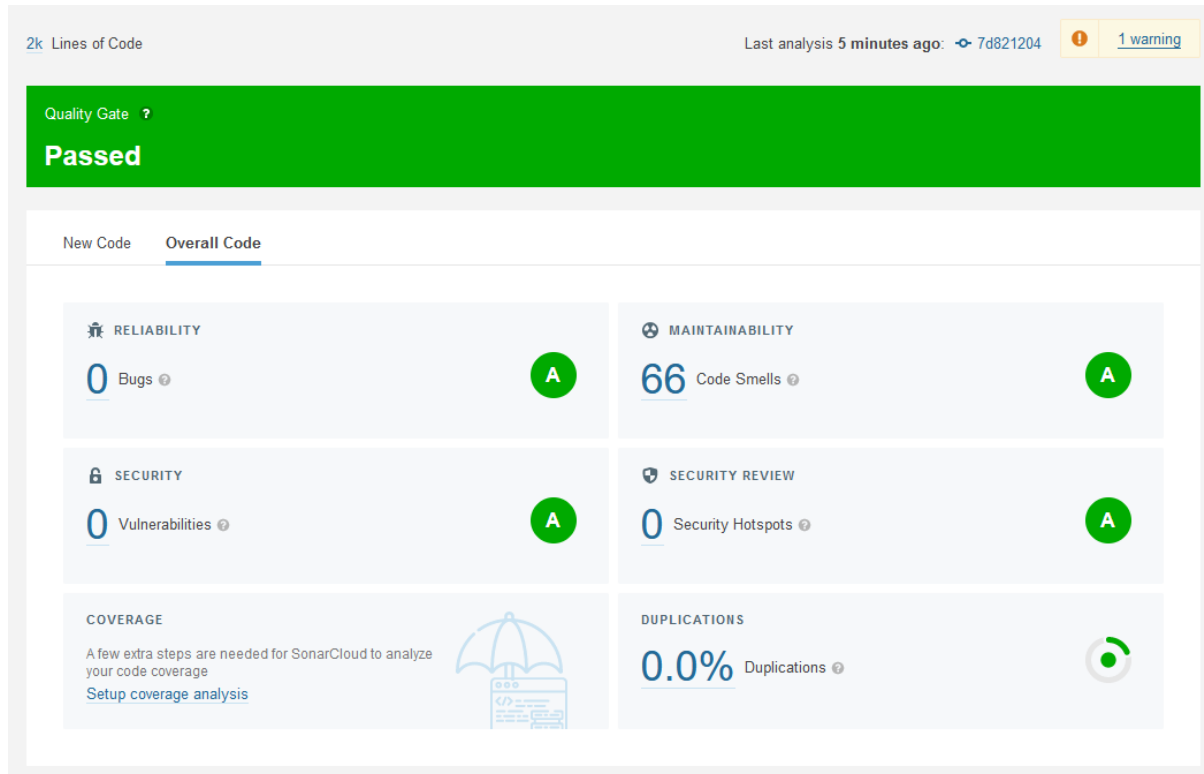 2k Lines of Code
Last analysis 5 minutes ago: 7d821204
1 warning
Quality Gate ?
Passed
New Code
Overall Code
RELIABILITY
0 Bugs ?
A
MAINTAINABILITY
66 Code Smells ?
A
SECURITY
0 Vulnerabilities ?
A
SECURITY REVIEW
0 Security Hotspots ?
A
COVERAGE
A few extra steps are needed for SonarCloud to analyze
your code coverage
Setup coverage analysis
DUPLICATIONS
0.0% Duplications ?